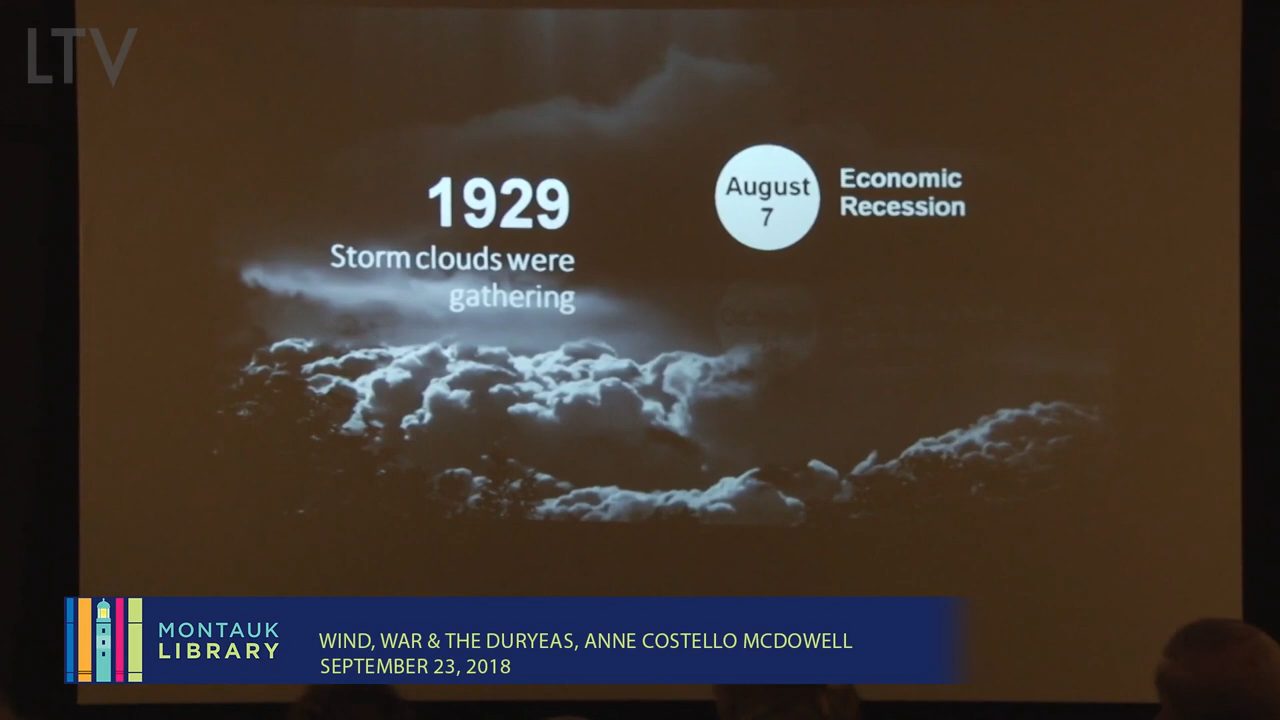 LTV
1929
Storm clouds were
gathering
August
7
Economic
Recession
MONTAUK
LIBRARY
WIND, WAR & THE DURYEAS, ANNE COSTELLO MCDOWELL
SEPTEMBER 23, 2018